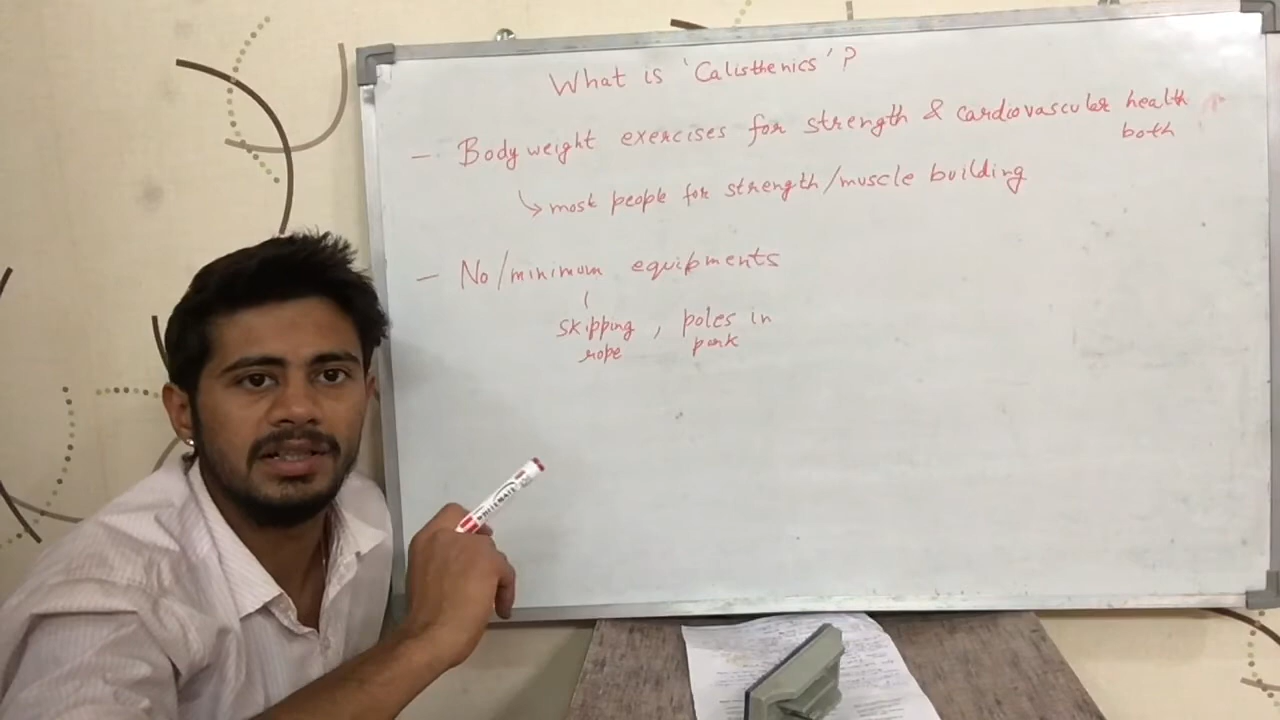 What is 'Calisthenics'?
- Body weight exercises for strength & cardiovascular health
both
↳ most people for strength/muscle building
- No/minimum equipments
skipping, poles in
rope park